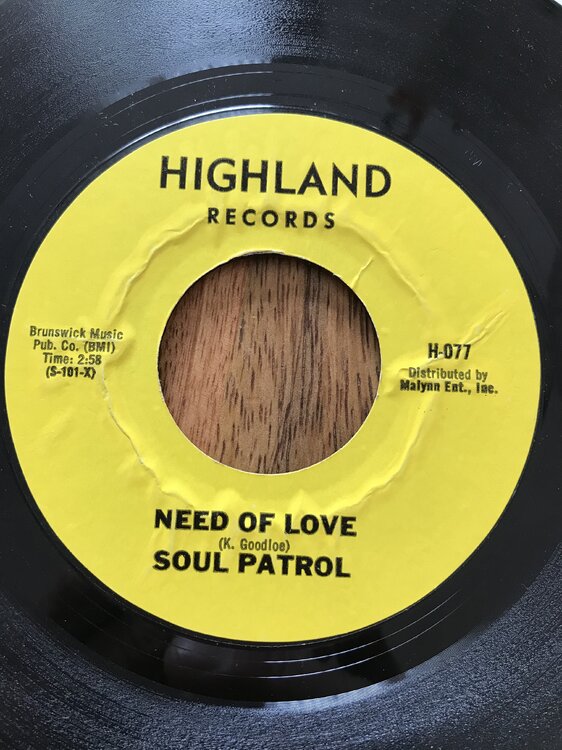 HIGHLAND
RECORDS
Brunswick Music
Pub. Co. (BMI)
Time: 2:58
(S-101-X)
H-077
Distributed by
Malynn Ent., Inc.
NEED OF LOVE
(K. Goodloe)
SOUL PATROL